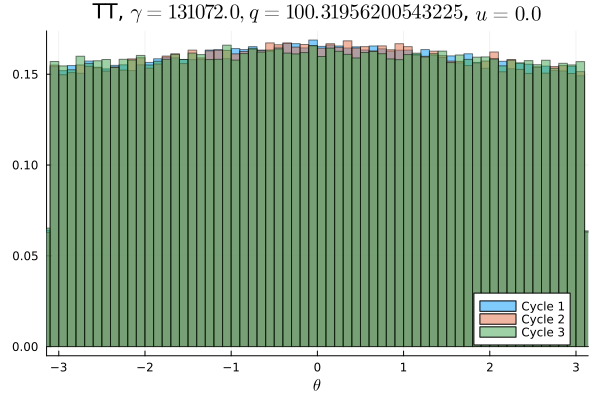 TT, γ = 131072.0, q = 100.31956200543225, u = 0.0
0.15
0.10
0.05
0.00
−3
−2
−1
0
1
2
3
θ
Cycle 1
Cycle 2
Cycle 3